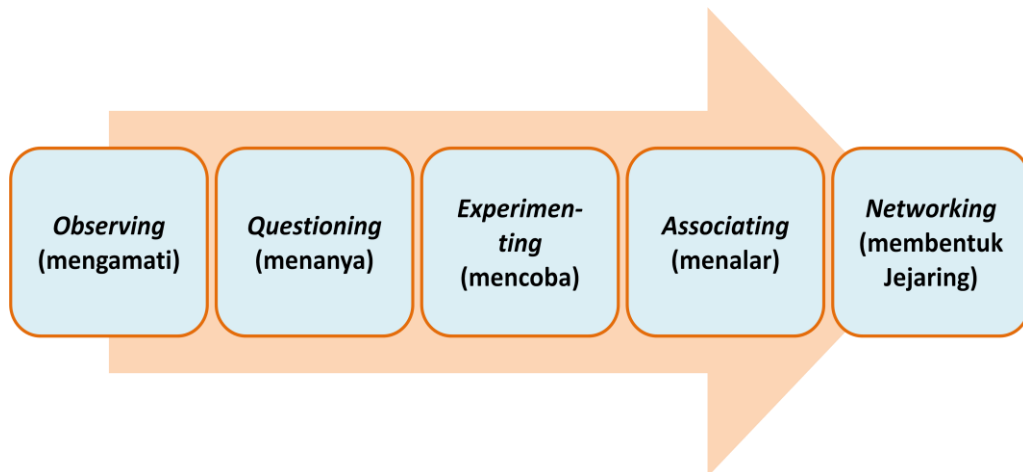 Observing
(mengamati)
Questioning
(menanya)
Experimen-
ting
(mencoba)
Associating
(menalar)
Networking
(membentuk
Jejaring)